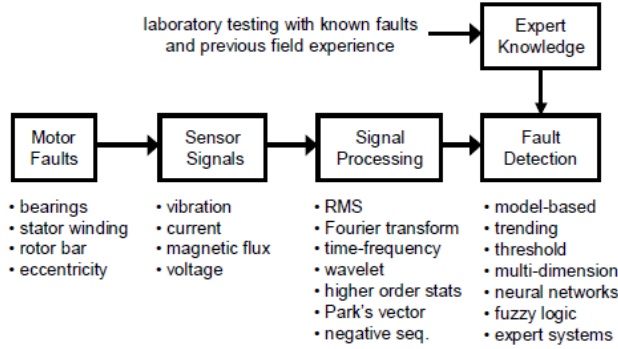 laboratory testing with known faults
and previous field experience
Expert
Knowledge
Motor
Faults
Sensor
Signals
Signal
Processing
Fault
Detection
• bearings
• stator winding
• rotor bar
• eccentricity
• vibration
• current
• magnetic flux
• voltage
• RMS
• Fourier transform
• time-frequency
• wavelet
• higher order stats
• Park's vector
• negative seq.
• model-based
• trending
• threshold
• multi-dimension
• neural networks
• fuzzy logic
• expert systems